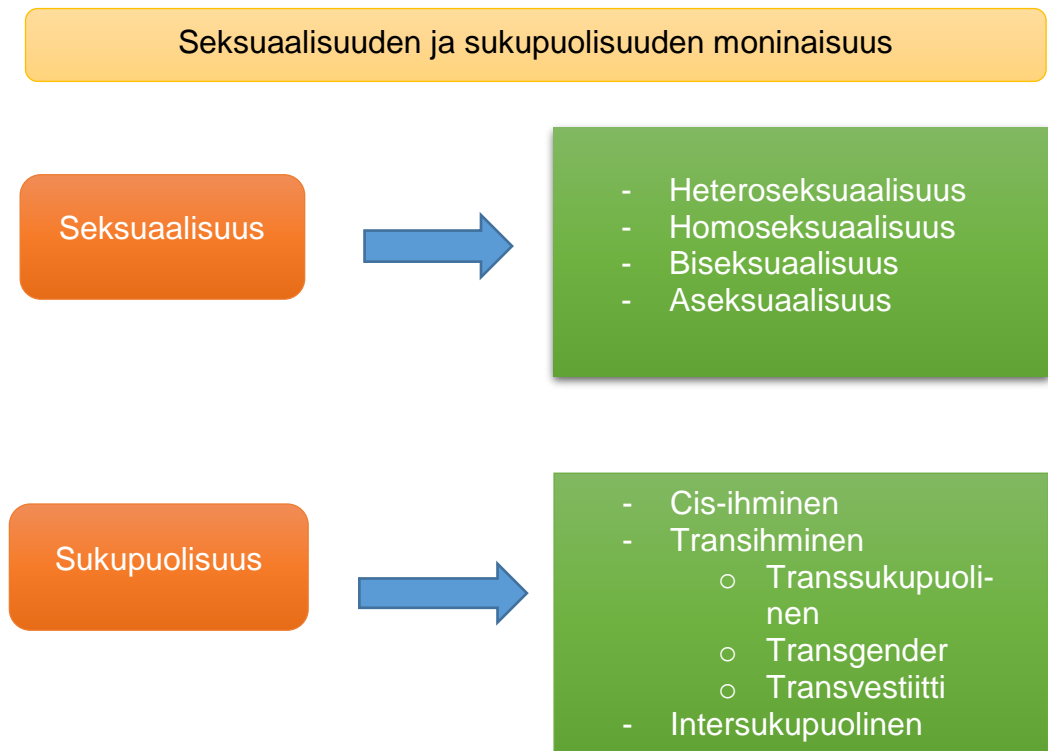 Seksuaalisuuden ja sukupuolisuuden moninaisuus
Seksuaalisuus
- Heteroseksuaalisuus
- Homoseksuaalisuus
- Biseksuaalisuus
- Aseksuaalisuus
Sukupuolisuus
- Cis-ihminen
- Transihminen
o Transsukupuoli-
nen
o Transgender
o Transvestiitti
- Intersukupuolinen